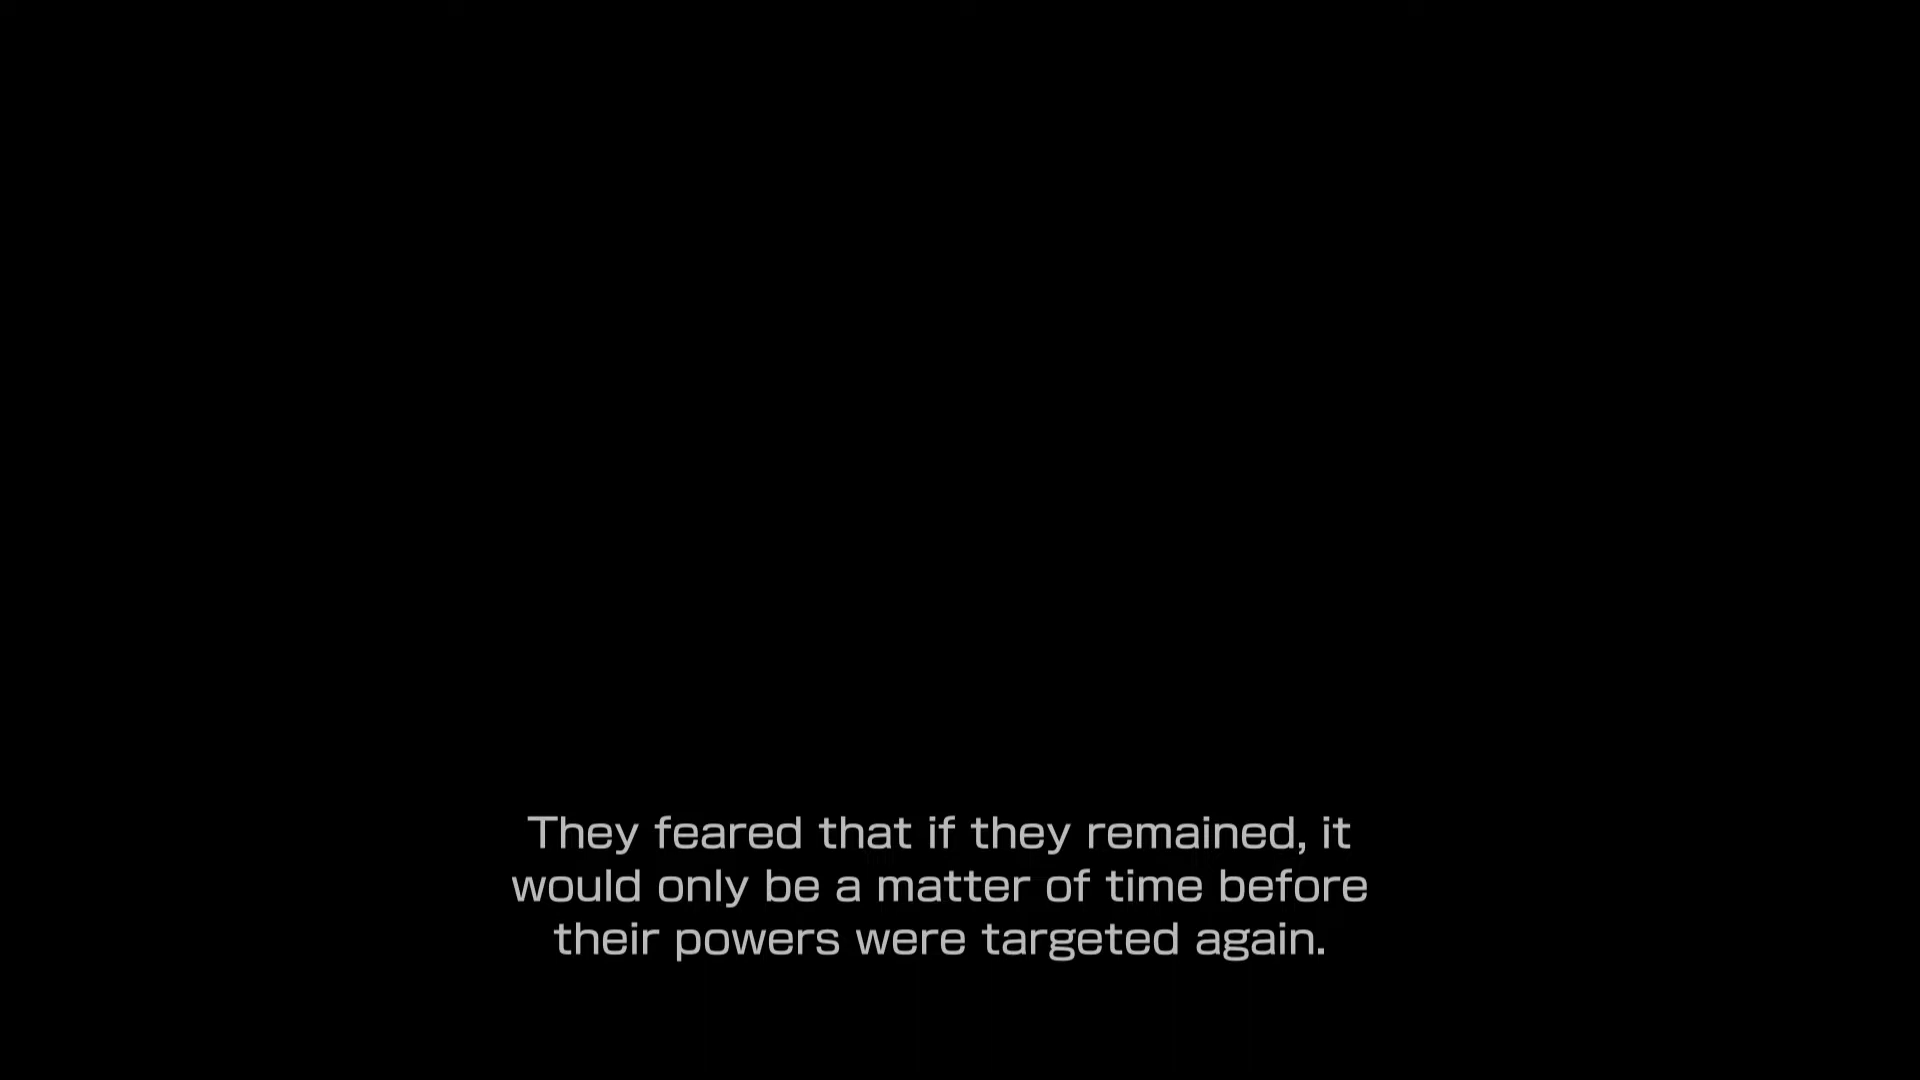 They feared that if they remained, it
would only be a matter of time before
their powers were targeted again.